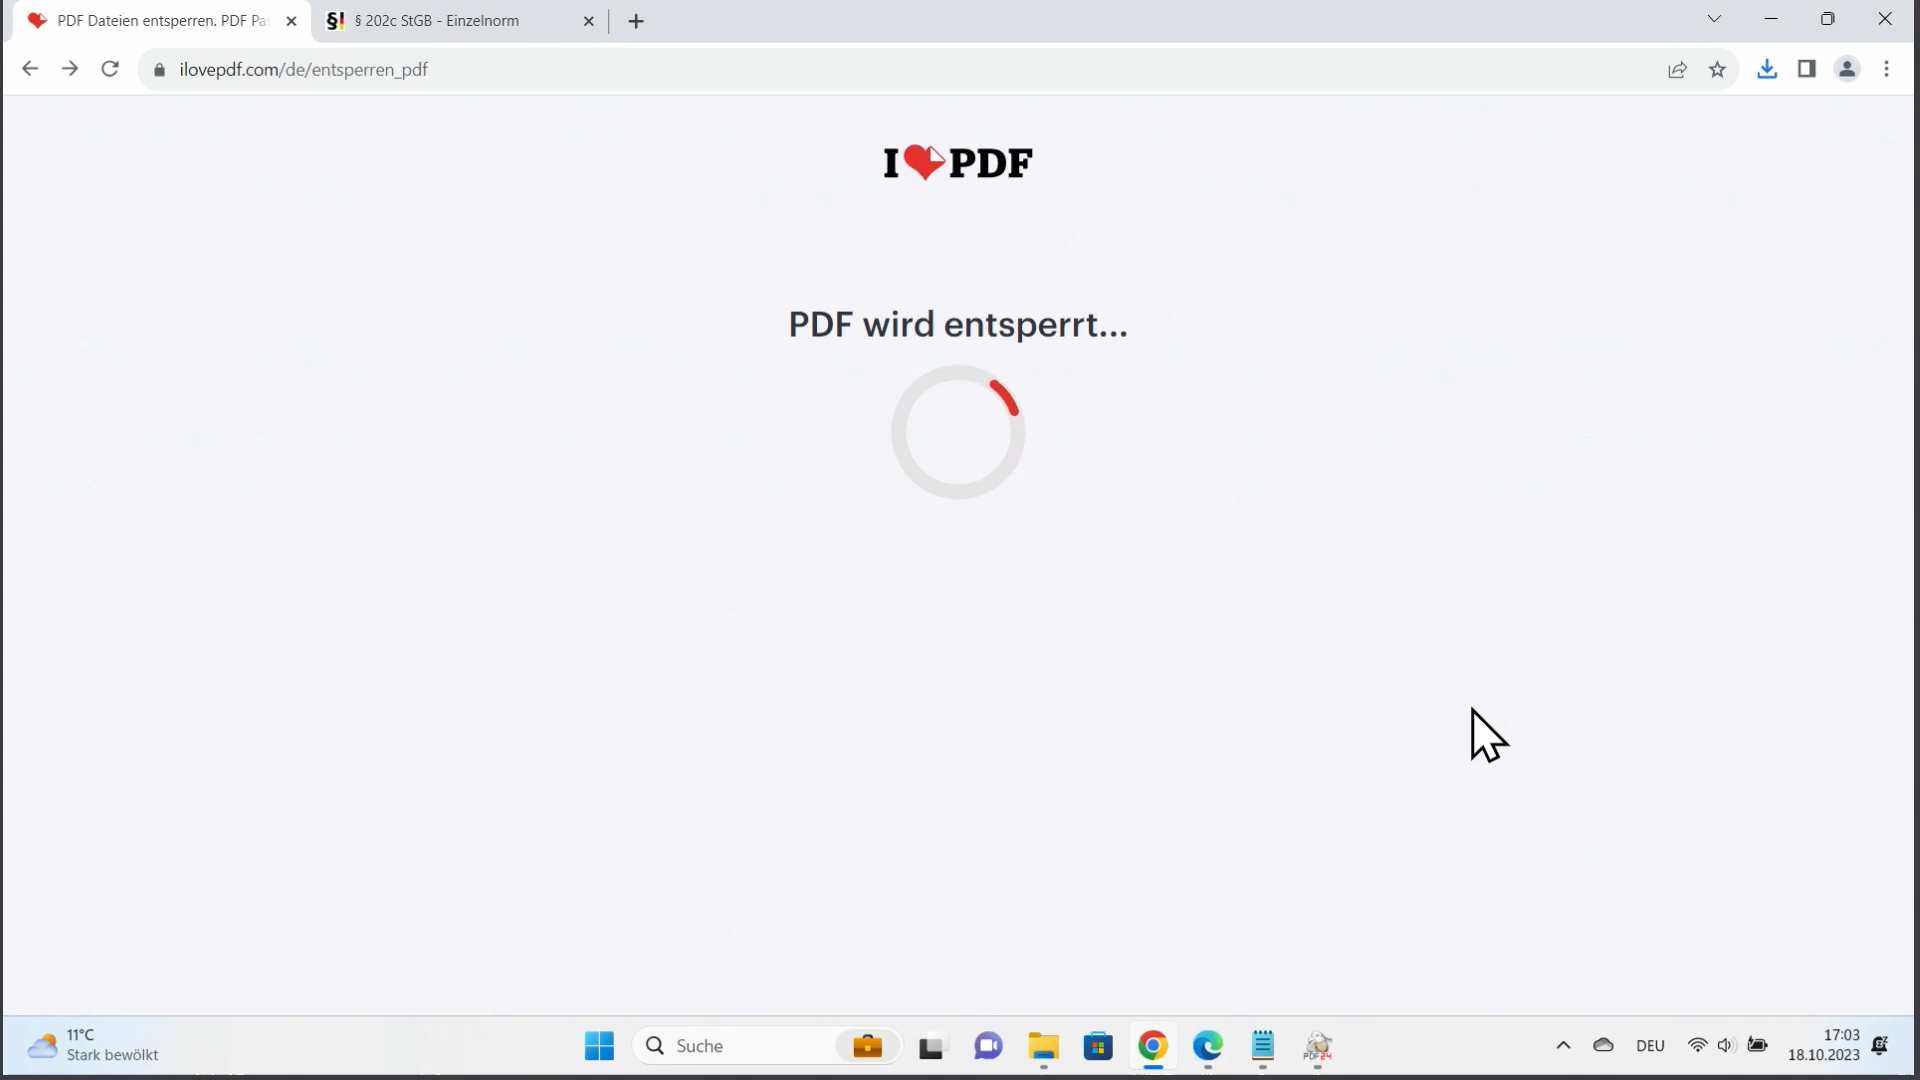 PDF Dateien entsperren. PDF Pa
§ 202c StGB - Einzelnorm
ilovepdf.com/de/entsperren_pdf
I PDF
PDF wird entsperrt...
11°C
Stark bewölkt
Suche
PDF24
DEU
17:03
18.10.2023